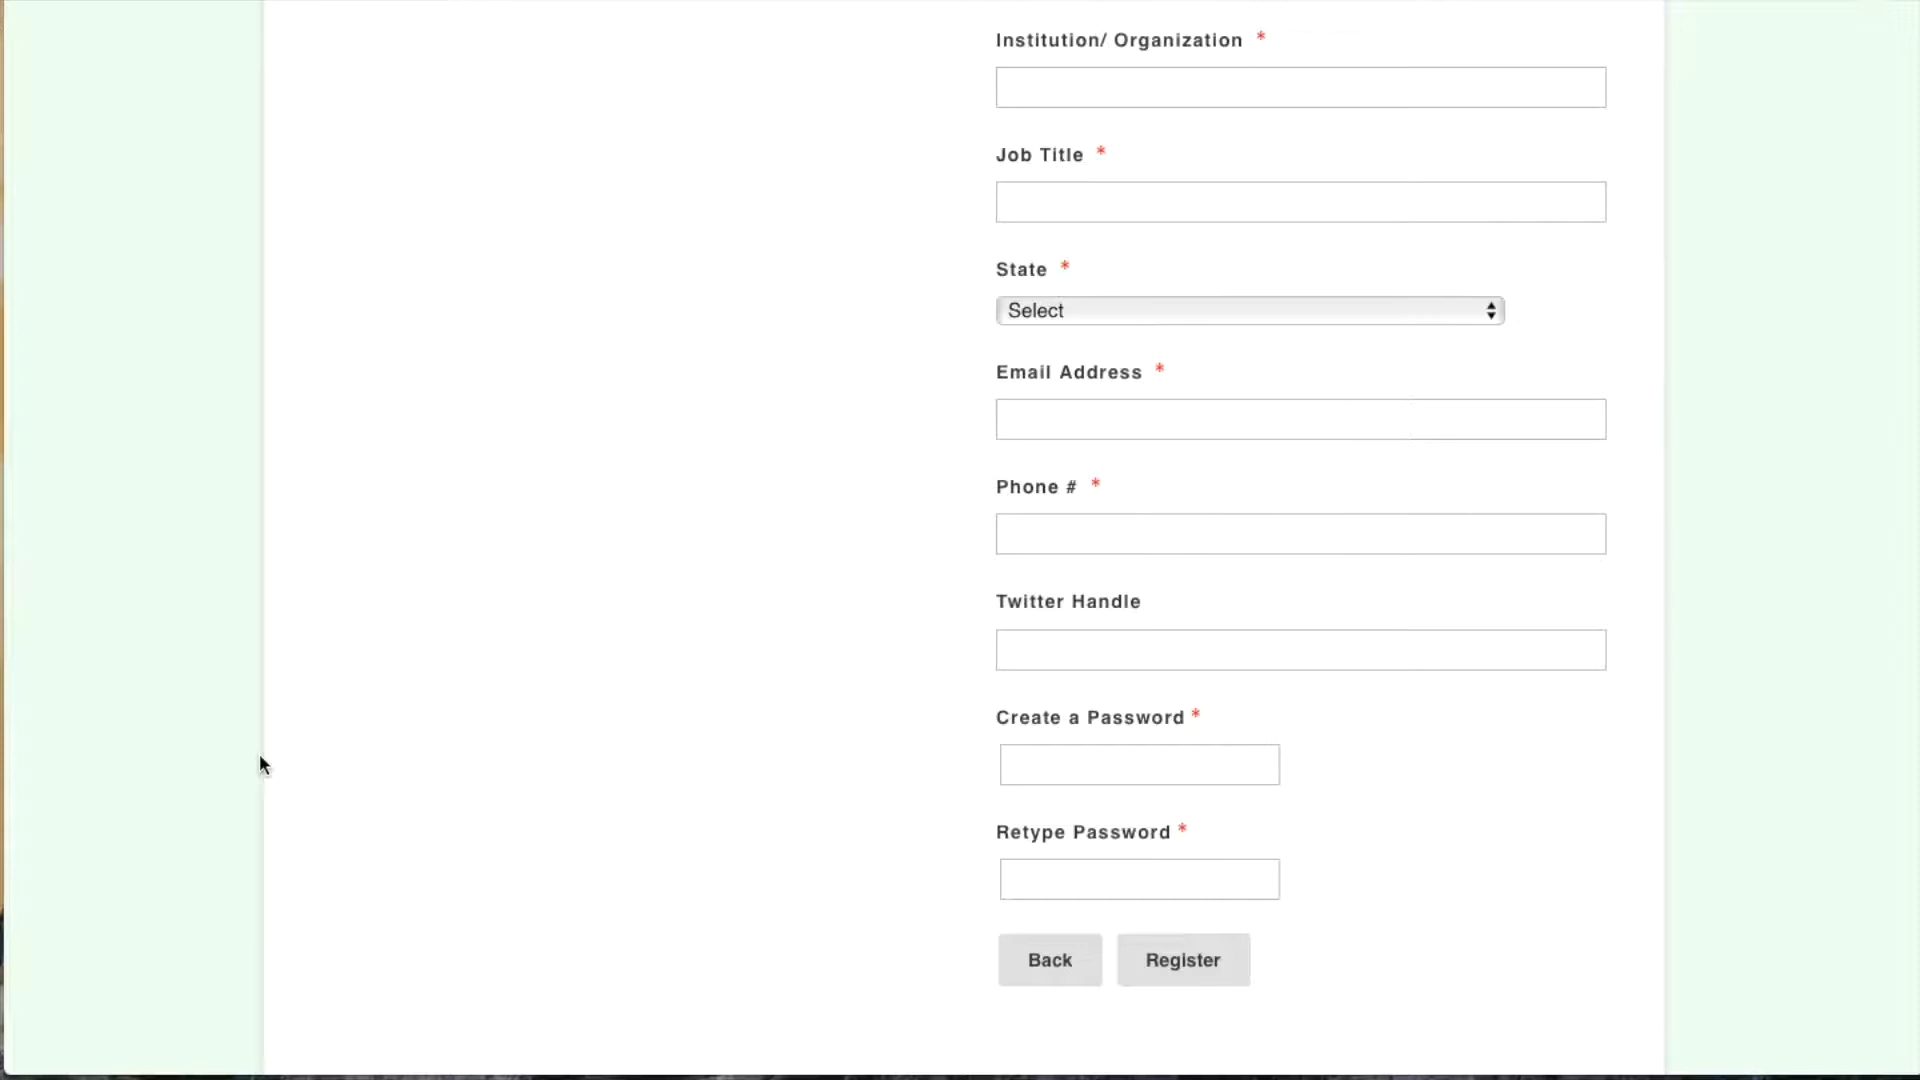 Institution/ Organization *
Job Title *
State *
Select
Email Address *
Phone # *
Twitter Handle
Create a Password *
Retype Password *
Back Register